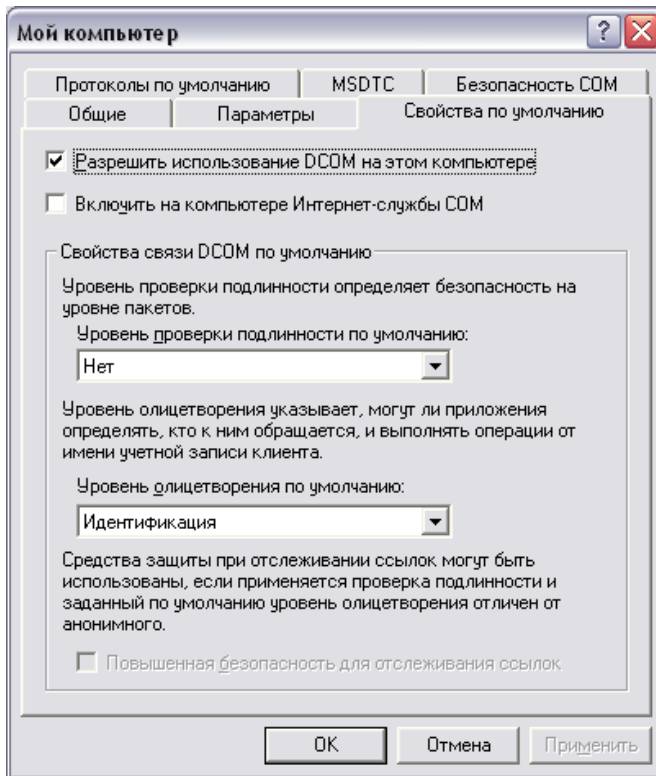 Мой компьютер
Протоколы по умолчанию MSDTC Безопасность COM
Общие Параметры Свойства по умолчанию
Разрешить использование DCOM на этом компьютере
Включить на компьютере Интернет-службы COM
Свойства связи DCOM по умолчанию
Уровень проверки подлинности определяет безопасность на
уровне пакетов.
Уровень проверки подлинности по умолчанию:
Нет
Уровень олицетворения указывает, могут ли приложения
определять, кто к ним обращается, и выполнять операции от
имени учетной записи клиента.
Уровень олицетворения по умолчанию:
Идентификация
Средства защиты при отслеживании ссылок могут быть
использованы, если применяется проверка подлинности и
заданный по умолчанию уровень олицетворения отличен от
анонимного.
Повышенная безопасность для отслеживания ссылок
OK Отмена Применить